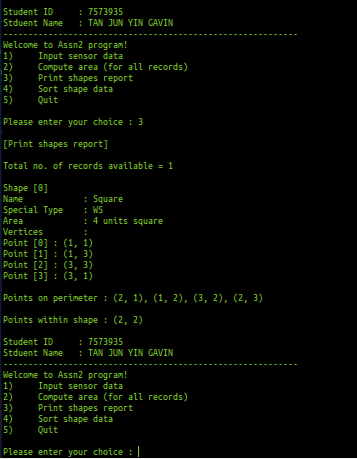 Student ID : 7573935
Stduent Name : TAN JUN YIN GAVIN
------------------------------------------------------------
Welcome to Assn2 program!
1) Input sensor data
2) Compute area (for all records)
3) Print shapes report
4) Sort shape data
5) Quit
Please enter your choice : 3
[Print shapes report]
Total no. of records available = 1
Shape [0]
Name : Square
Special Type : WS
Area : 4 units square
Vertices :
Point [0] : (1, 1)
Point [1] : (1, 3)
Point [2] : (3, 3)
Point [3] : (3, 1)
Points on perimeter : (2, 1), (1, 2), (3, 2), (2, 3)
Points within shape : (2, 2)
Student ID : 7573935
Stduent Name : TAN JUN YIN GAVIN
------------------------------------------------------------
Welcome to Assn2 program!
1) Input sensor data
2) Compute area (for all records)
3) Print shapes report
4) Sort shape data
5) Quit
Please enter your choice :